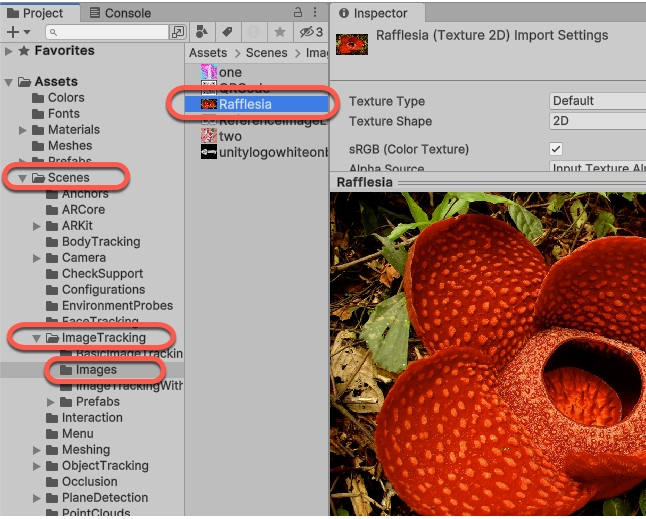 Project
Console
3
Favorites
Assets
Colors
Fonts
Materials
Meshes
Prefabs
Scenes
Anchors
ARCore
ARKit
BodyTracking
Camera
CheckSupport
Configurations
EnvironmentProbes
FaceTracking
ImageTracking
BasicImageTrackin
Images
ImageTrackingWith
Prefabs
Interaction
Menu
Meshing
ObjectTracking
Occlusion
PlaneDetection
PointClouds
Assets > Scenes > Ima
one
QRCode
Rafflesia
ReferenceImageL
two
unitylogowhiteonb
Inspector
Rafflesia (Texture 2D) Import Settings
Texture Type Default
Texture Shape 2D
sRGB (Color Texture)
Alpha Source Input Texture Al
Rafflesia